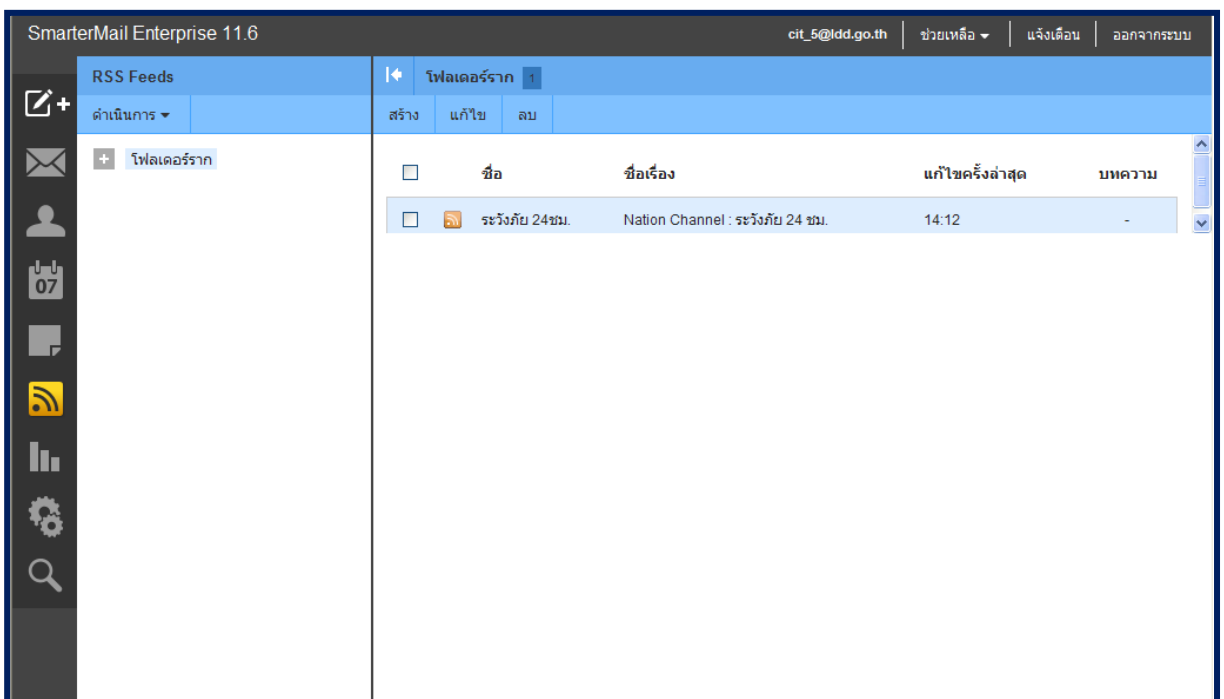 SmarterMail Enterprise 11.6
cit_5@ldd.go.th ช่วยเหลือ แจ้งเตือน ออกจากระบบ
RSS Feeds
ดำเนินการ
โฟลเดอร์ราก
โฟลเดอร์ราก 1
สร้าง แก้ไข ลบ
ชื่อ ชื่อเรื่อง แก้ไขครั้งล่าสุด บทความ
ระวังภัย 24ชม. Nation Channel : ระวังภัย 24 ชม. 14:12 -
07